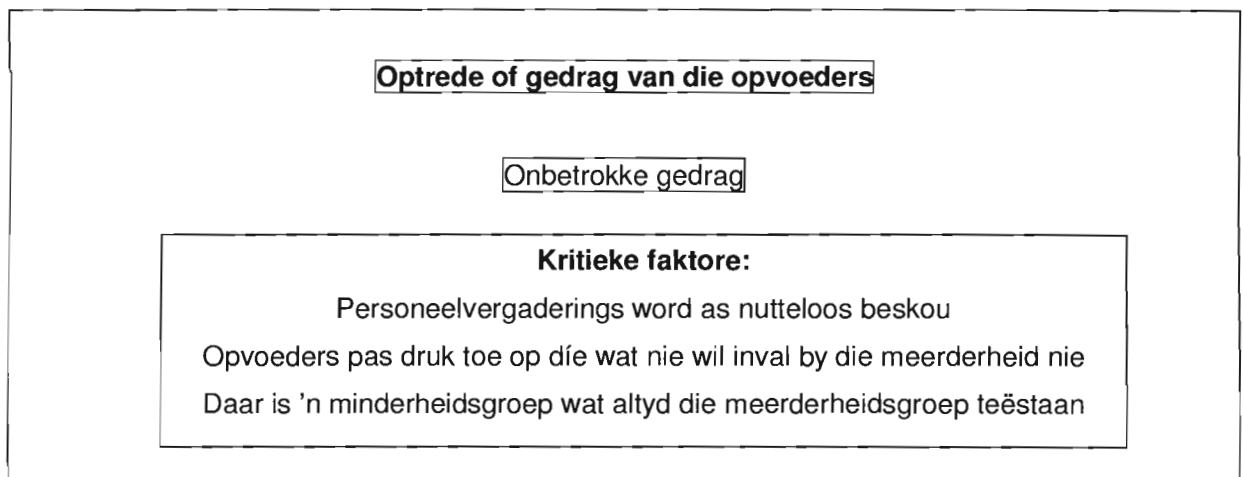 Optrede of gedrag van die opvoeders
Onbetrokke gedrag
Kritieke faktore:
Personeelvergaderings word as nutteloos beskou
Opvoeders pas druk toe op díe wat nie wil inval by die meerderheid nie
Daar is 'n minderheidsgroep wat altyd die meerderheidsgroep teëstaan